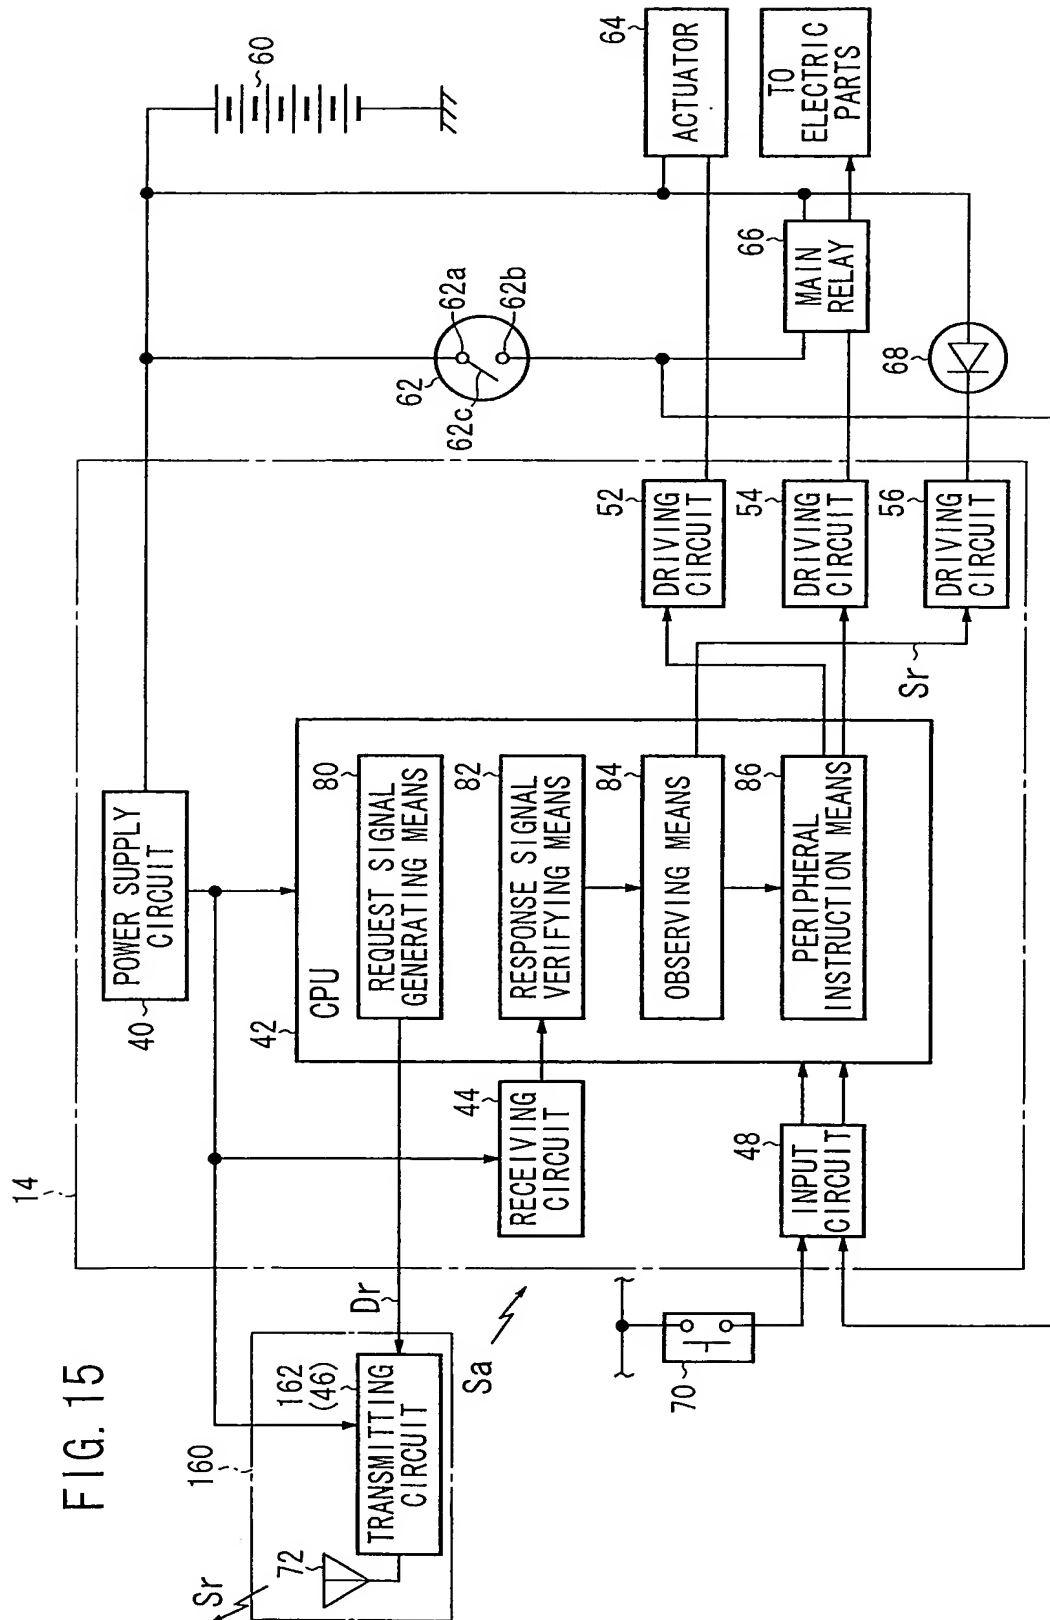 FIG. 15
Sr
160
72
162
(46)
TRANSMITTING
CIRCUIT
Dr
Sa
14
40
POWER SUPPLY
CIRCUIT
42
CPU
80
REQUEST SIGNAL
GENERATING MEANS
44
RECEIVING
CIRCUIT
82
RESPONSE SIGNAL
VERIFYING MEANS
84
OBSERVING MEANS
86
PERIPHERAL
INSTRUCTION MEANS
48
INPUT
CIRCUIT
70
52
DRIVING
CIRCUIT
54
DRIVING
CIRCUIT
56
DRIVING
CIRCUIT
Sr
60
62
62a
62b
62c
64
ACTUATOR
66
MAIN
RELAY
68
TO
ELECTRIC
PARTS